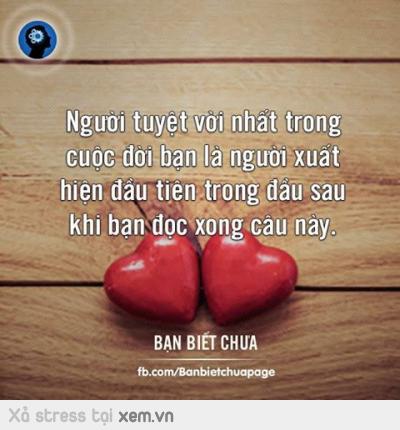 Người tuyệt vời nhất trong
cuộc đời bạn là người xuất
hiện đầu tiên trong đầu sau
khi bạn đọc xong câu này.
BẠN BIẾT CHƯA
fb.com/Banbietchuapage
Xả stress tại xem.vn